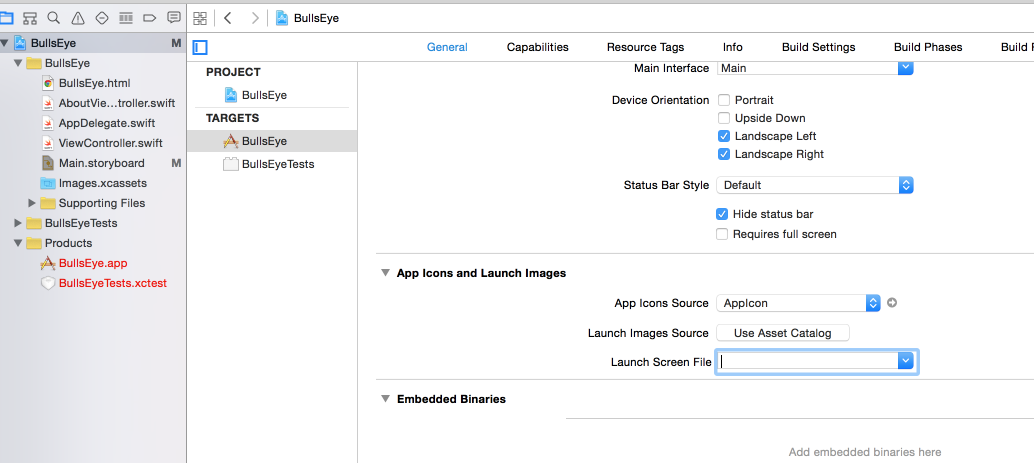 BullsEye
BullsEye M
General Capabilities Resource Tags Info Build Settings Build Phases Build
BullsEye
BullsEye.html
AboutVie...troller.swift
AppDelegate.swift
ViewController.swift
Main.storyboard M
Images.xcassets
Supporting Files
BullsEyeTests
Products
BullsEye.app
BullsEyeTests.xctest
PROJECT
BullsEye
TARGETS
BullsEye
BullsEyeTests
Main Interface Main
Device Orientation Portrait
Upside Down
Landscape Left
Landscape Right
Status Bar Style Default
Hide status bar
Requires full screen
App Icons and Launch Images
App Icons Source AppIcon
Launch Images Source Use Asset Catalog
Launch Screen File
Embedded Binaries
Add embedded binaries here